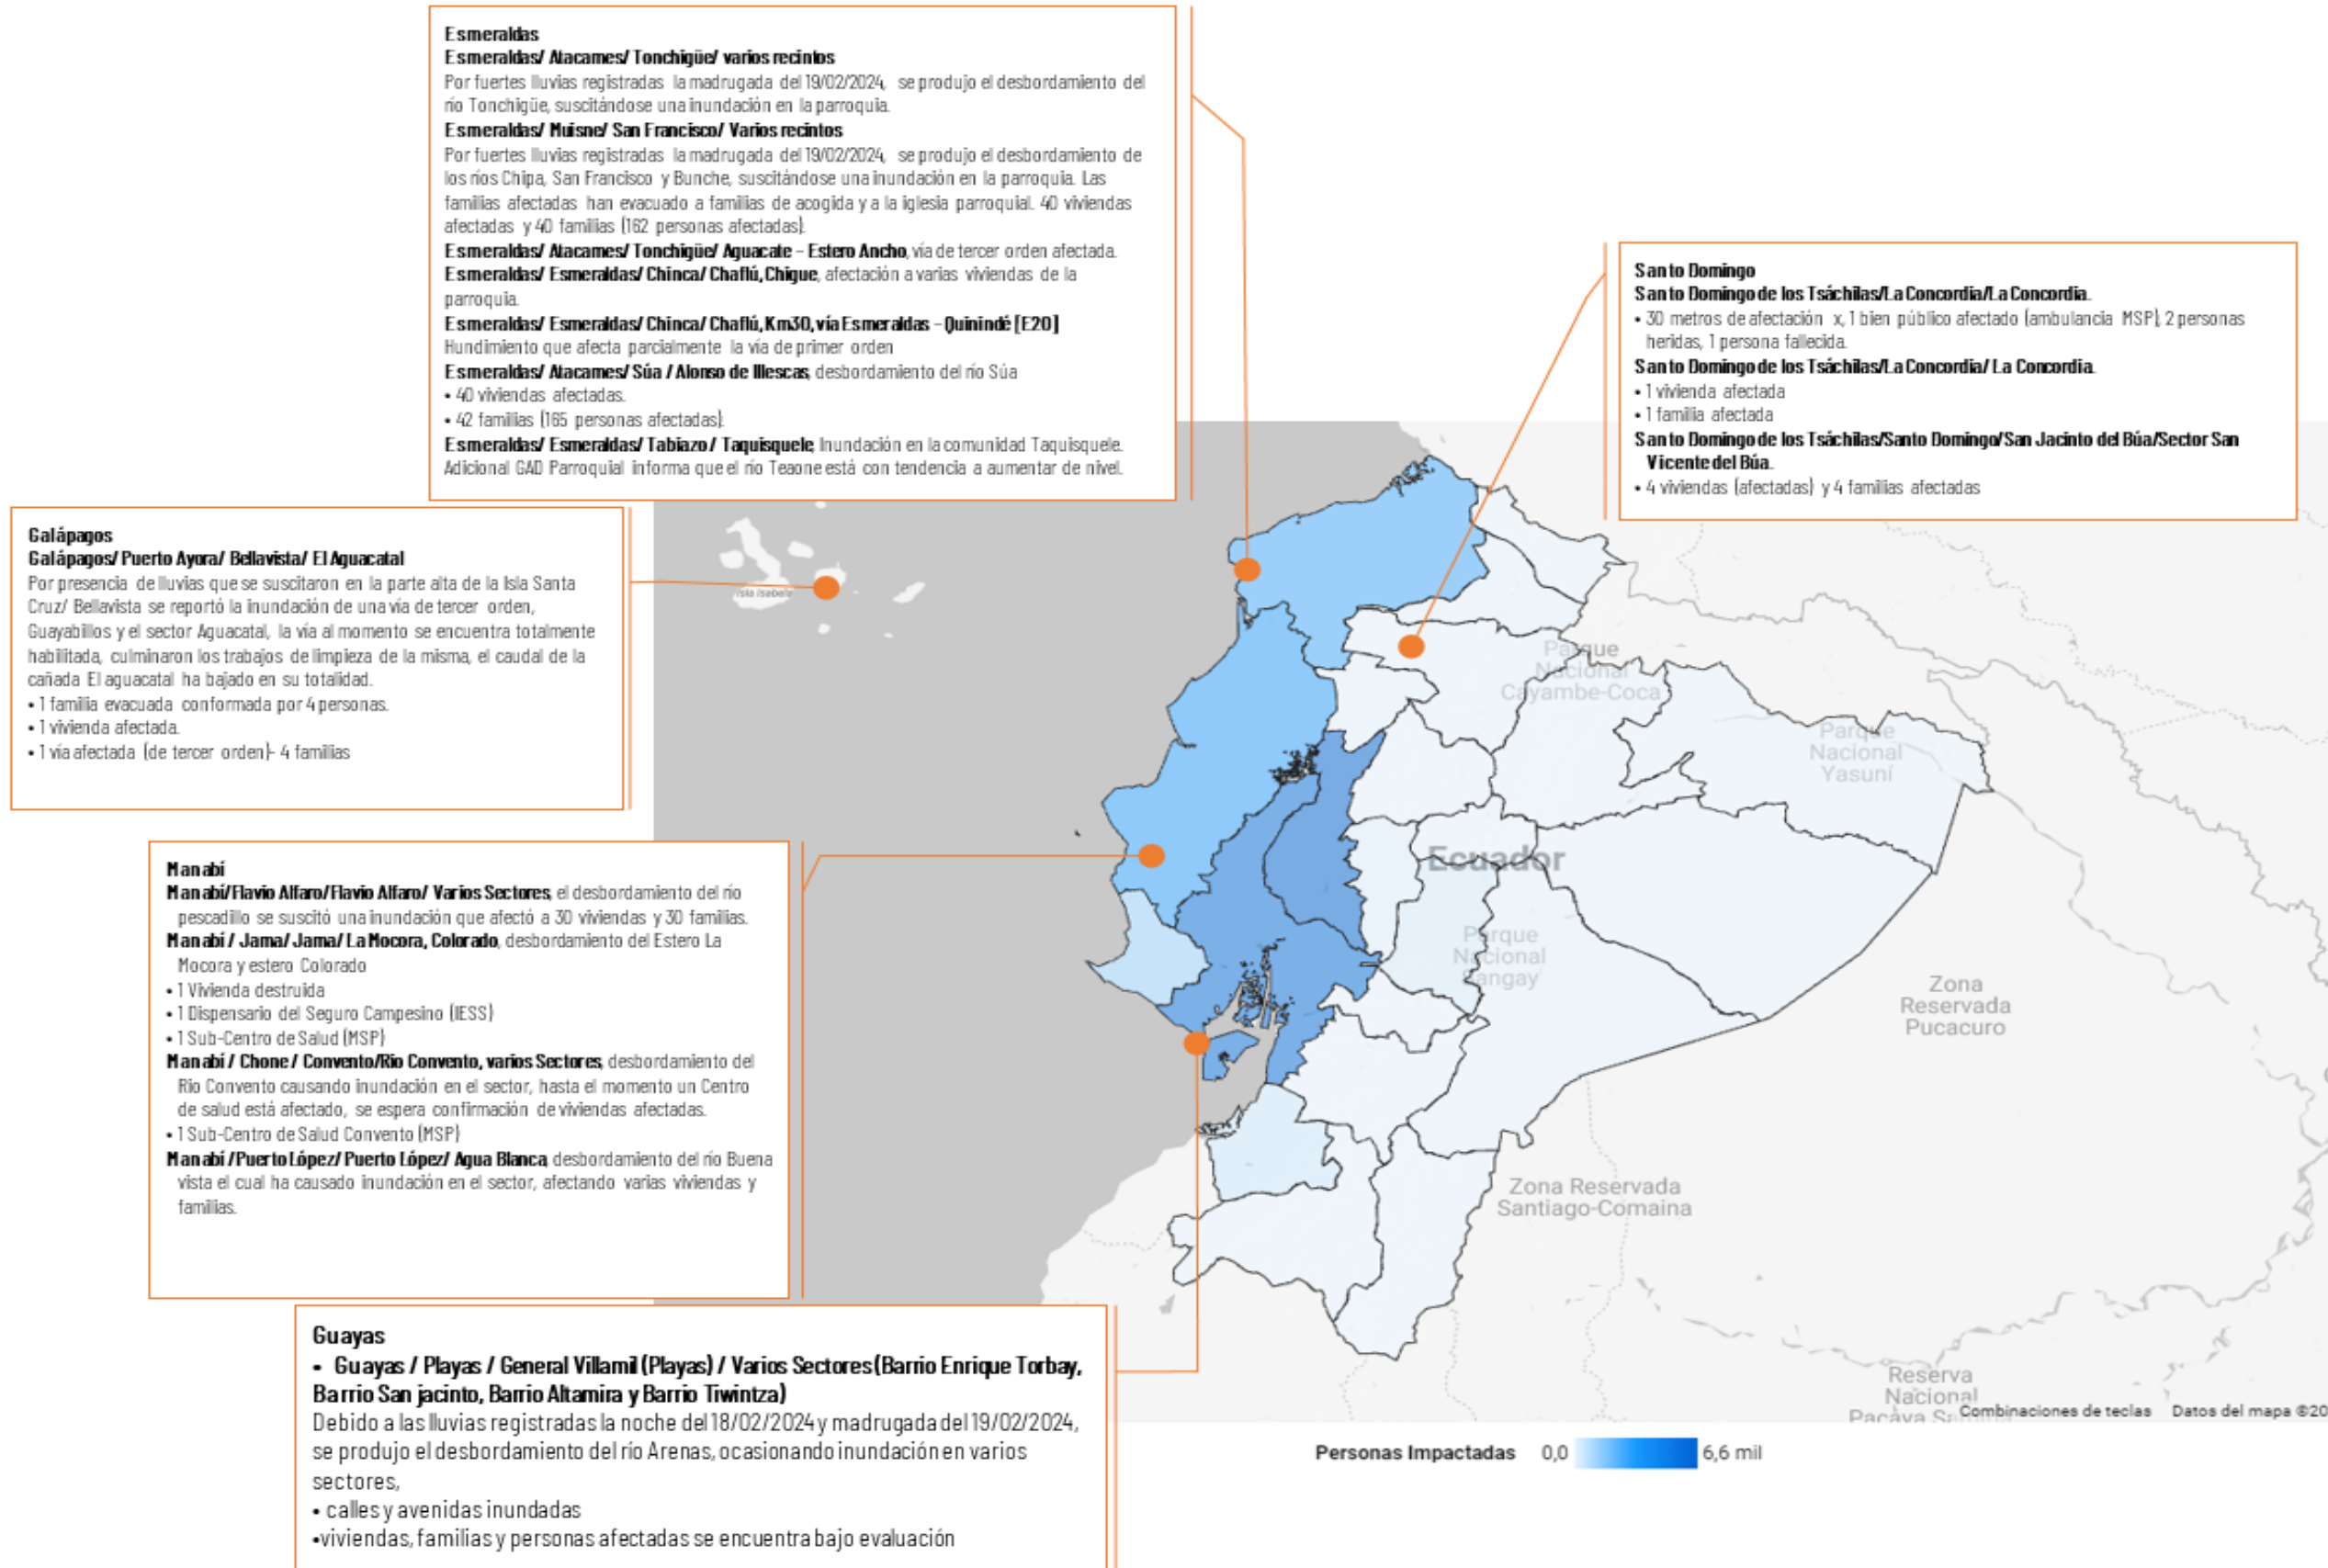 Esmeraldas
Esmeraldas/ Atacames/ Tonchigüe/ varios recintos
Por fuertes lluvias registradas la madrugada del 19/02/2024, se produjo el desbordamiento del
río Tonchigüe, suscitándose una inundación en la parroquia.
Esmeraldas/ Muisne/ San Francisco/ Varios recintos
Por fuertes lluvias registradas la madrugada del 19/02/2024, se produjo el desbordamiento de
los ríos Chipa, San Francisco y Bunche, suscitándose una inundación en la parroquia. Las
familias afectadas han evacuado a familias de acogida y a la iglesia parroquial. 40 viviendas
afectadas y 40 familias (162 personas afectadas).
Esmeraldas/ Atacames/ Tonchigüe/ Aguacate – Estero Ancho, vía de tercer orden afectada.
Esmeraldas/ Esmeraldas/ Chinca/ Chaflú, Chigue, afectación a varias viviendas de la
parroquia.
Esmeraldas/ Esmeraldas/ Chinca/ Chaflú, Km30, vía Esmeraldas – Quinindé [E20]
Hundimiento que afecta parcialmente la vía de primer orden
Esmeraldas/ Atacames/ Súa / Alonso de Illescas, desbordamiento del río Súa
• 40 viviendas afectadas.
• 42 familias (165 personas afectadas).
Esmeraldas/ Esmeraldas/ Tabiazo / Taquisquele, Inundación en la comunidad Taquisquele.
Adicional GAD Parroquial informa que el río Teaone está con tendencia a aumentar de nivel.
Santo Domingo
Santo Domingo de los Tsáchilas/La Concordia/La Concordia.
• 30 metros de afectación x, 1 bien público afectado (ambulancia MSP), 2 personas
heridas, 1 persona fallecida.
Santo Domingo de los Tsáchilas/La Concordia/ La Concordia.
• 1 vivienda afectada
• 1 familia afectada
Santo Domingo de los Tsáchilas/Santo Domingo/San Jacinto del Búa/Sector San
Vicente del Búa.
• 4 viviendas (afectadas) y 4 familias afectadas
Galápagos
Galápagos/ Puerto Ayora/ Bellavista/ El Aguacatal
Por presencia de lluvias que se suscitaron en la parte alta de la Isla Santa
Cruz/ Bellavista se reportó la inundación de una vía de tercer orden,
Guayabillos y el sector Aguacatal, la vía al momento se encuentra totalmente
habilitada, culminaron los trabajos de limpieza de la misma, el caudal de la
cañada El aguacatal ha bajado en su totalidad.
• 1 familia evacuada conformada por 4 personas.
• 1 vivienda afectada.
• 1 vía afectada (de tercer orden)- 4 familias
Isla Isabela
Parque
Nacional
Cayambe-Coca
Parque
Nacional
Yasuní
Ecuador
Parque
Nacional
Sangay
Zona
Reservada
Pucacuro
Zona Reservada
Santiago-Comaina
Reserva
Nacional
Pacaya
Manabí
Manabí/Flavio Alfaro/Flavio Alfaro/ Varios Sectores, el desbordamiento del río
pescadillo se suscitó una inundación que afectó a 30 viviendas y 30 familias.
Manabí / Jama/ Jama/ La Mocora, Colorado, desbordamiento del Estero La
Mocora y estero Colorado
• 1 Vivienda destruida
• 1 Dispensario del Seguro Campesino (IESS)
• 1 Sub-Centro de Salud (MSP)
Manabí / Chone / Convento/Rio Convento, varios Sectores, desbordamiento del
Rio Convento causando inundación en el sector, hasta el momento un Centro
de salud está afectado, se espera confirmación de viviendas afectadas.
• 1 Sub-Centro de Salud Convento (MSP)
Manabí /Puerto López/ Puerto López/ Agua Blanca, desbordamiento del río Buena
vista el cual ha causado inundación en el sector, afectando varias viviendas y
familias.
Guayas
• Guayas / Playas / General Villamil (Playas) / Varios Sectores (Barrio Enrique Torbay,
Barrio San jacinto, Barrio Altamira y Barrio Tiwintza)
Debido a las lluvias registradas la noche del 18/02/2024 y madrugada del 19/02/2024,
se produjo el desbordamiento del río Arenas, ocasionando inundación en varios
sectores,
• calles y avenidas inundadas
•viviendas, familias y personas afectadas se encuentra bajo evaluación
Combinaciones de teclas Datos del mapa ©20
Personas Impactadas 0,0 6,6 mil